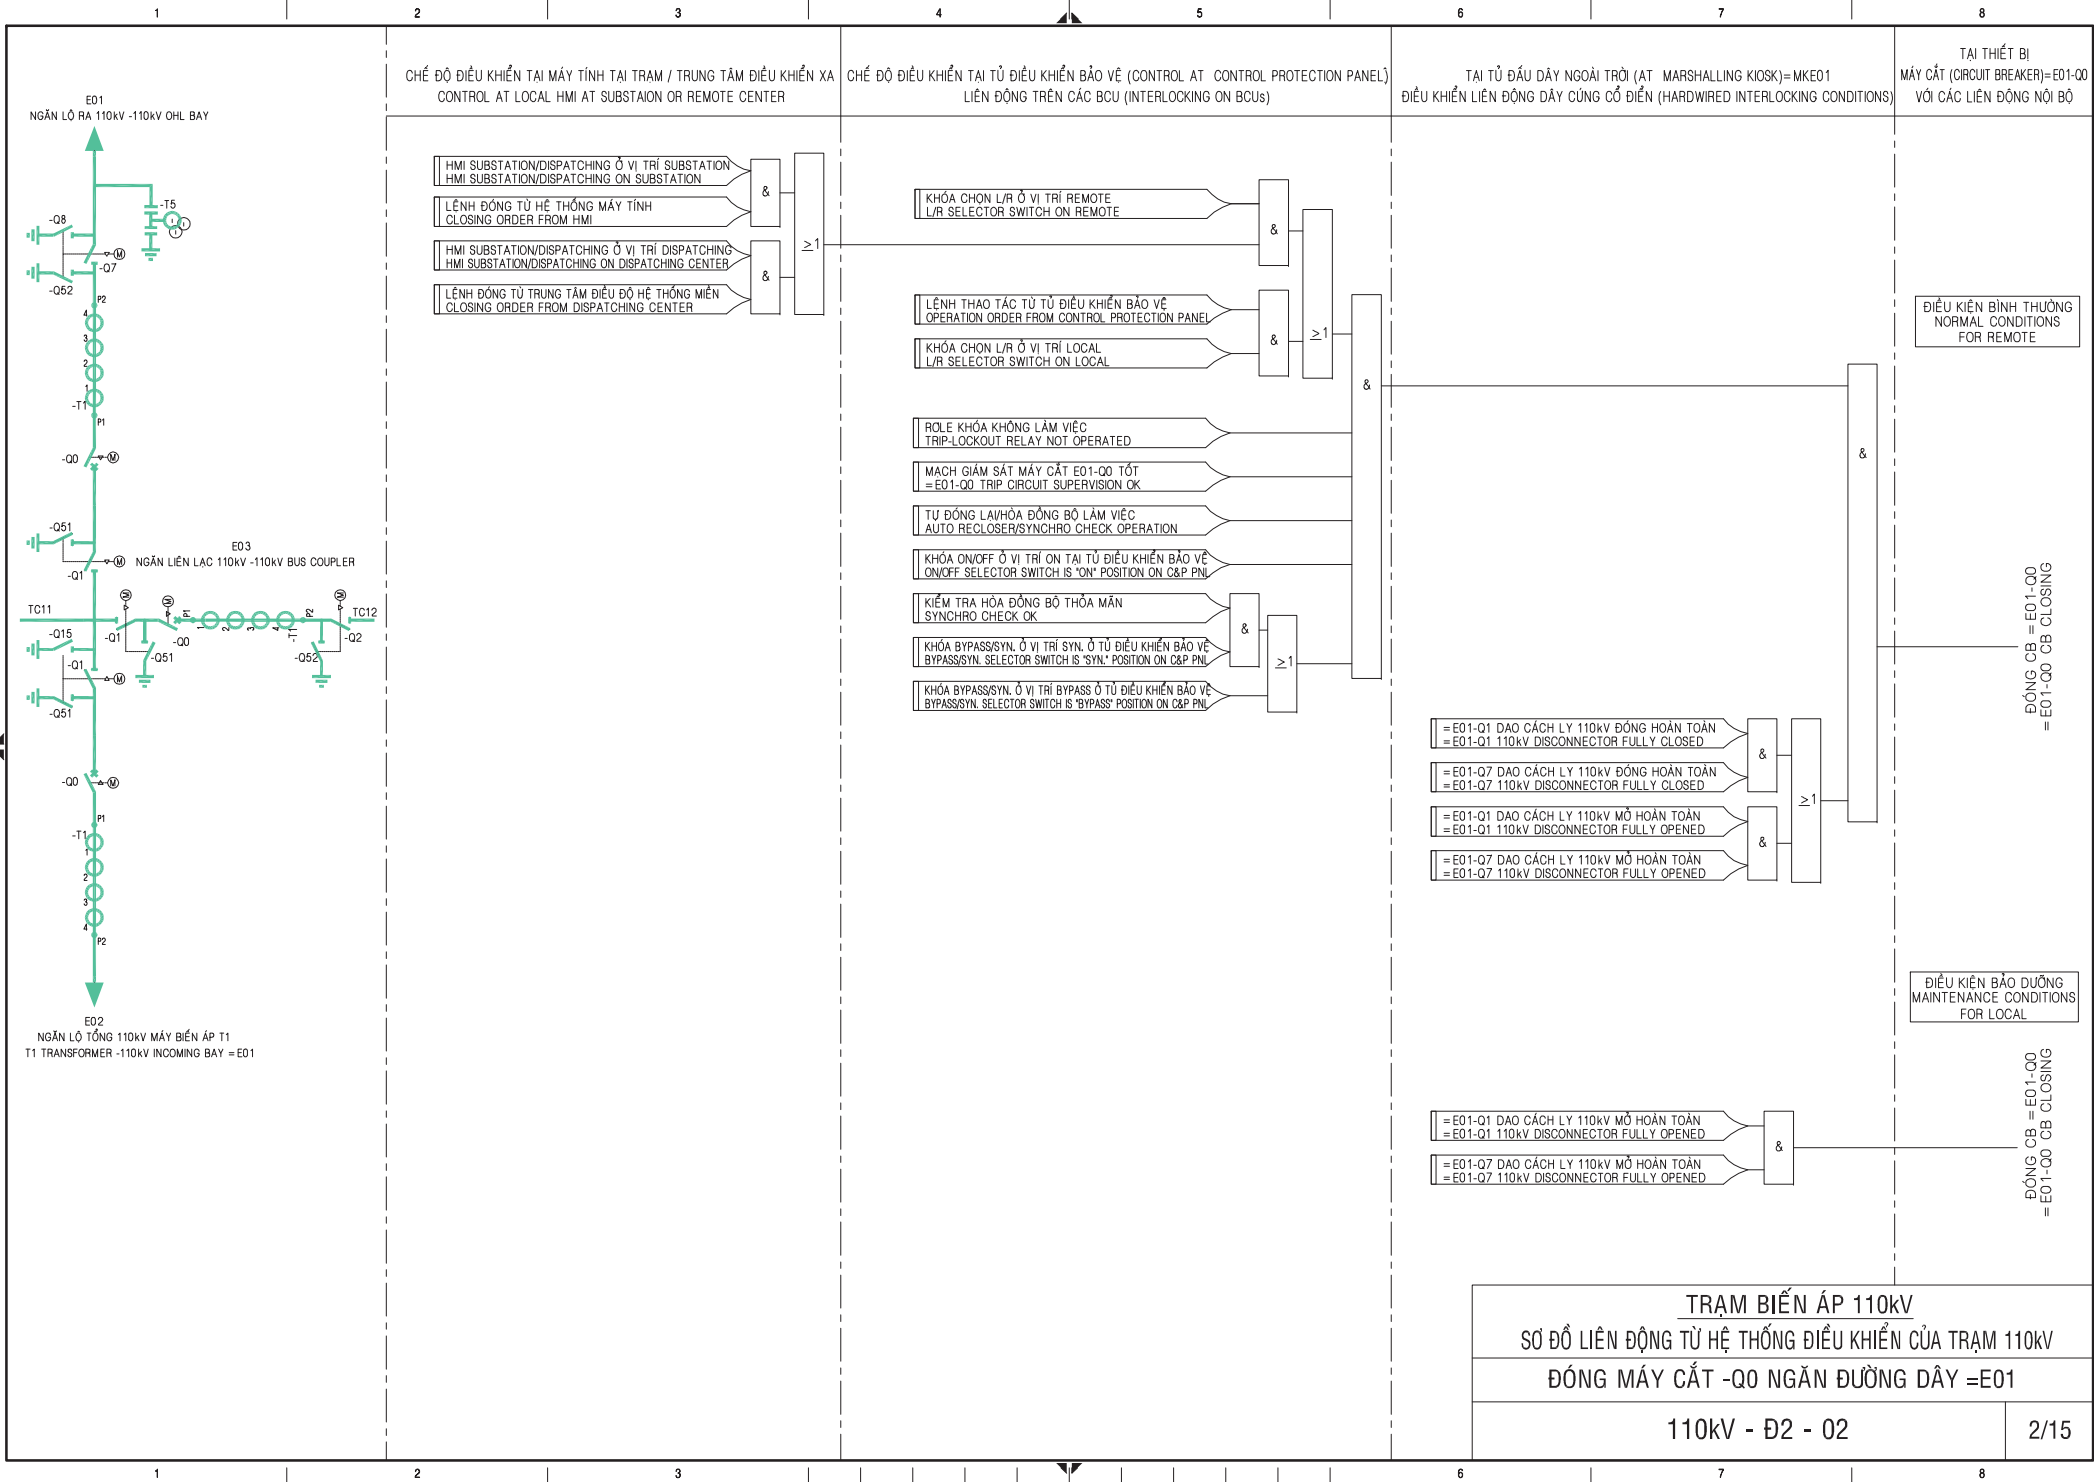 1 2 3 4 5 6 7 8
CHẾ ĐỘ ĐIỀU KHIỂN TẠI MÁY TÍNH TẠI TRẠM / TRUNG TÂM ĐIỀU KHIỂN XA
CONTROL AT LOCAL HMI AT SUBSTAION OR REMOTE CENTER
CHẾ ĐỘ ĐIỀU KHIỂN TẠI TỦ ĐIỀU KHIỂN BẢO VỆ (CONTROL AT CONTROL PROTECTION PANEL)
LIÊN ĐỘNG TRÊN CÁC BCU (INTERLOCKING ON BCUs)
TẠI TỦ ĐẤU DÂY NGOÀI TRỜI (AT MARSHALLING KIOSK)=MKE01
ĐIỀU KHIỂN LIÊN ĐỘNG DÂY CỨNG CỔ ĐIỂN (HARDWIRED INTERLOCKING CONDITIONS)
TẠI THIẾT BỊ
MÁY CẮT (CIRCUIT BREAKER)=E01-Q0
VỚI CÁC LIÊN ĐỘNG NỘI BỘ
E01
NGĂN LỘ RA 110kV -110kV OHL BAY
-T5
-Q8
M
-Q7
-Q52
P2
4
3
2
1
-T1
P1
-Q0
M
-Q51
M
-Q1
E03
NGĂN LIÊN LẠC 110kV -110kV BUS COUPLER
TC11
M
-Q1
-Q51
M
-Q0
P1
1
2
3
4
-T1
P2
-Q52
M
-Q2
TC12
-Q15
-Q1
M
-Q51
-Q0
M
P1
-T1
1
2
3
4
P2
E02
NGĂN LỘ TỔNG 110kV MÁY BIẾN ÁP T1
T1 TRANSFORMER -110kV INCOMING BAY =E01
HMI SUBSTATION/DISPATCHING Ở VỊ TRÍ SUBSTATION
HMI SUBSTATION/DISPATCHING ON SUBSTATION
&
LỆNH ĐÓNG TỪ HỆ THỐNG MÁY TÍNH
CLOSING ORDER FROM HMI
≥1
HMI SUBSTATION/DISPATCHING Ở VỊ TRÍ DISPATCHING
HMI SUBSTATION/DISPATCHING ON DISPATCHING CENTER
&
LỆNH ĐÓNG TỪ TRUNG TÂM ĐIỀU ĐỘ HỆ THỐNG MIỀN
CLOSING ORDER FROM DISPATCHING CENTER
KHÓA CHỌN L/R Ở VỊ TRÍ REMOTE
L/R SELECTOR SWITCH ON REMOTE
&
LỆNH THAO TÁC TỪ TỦ ĐIỀU KHIỂN BẢO VỆ
OPERATION ORDER FROM CONTROL PROTECTION PANEL
&
≥1
KHÓA CHỌN L/R Ở VỊ TRÍ LOCAL
L/R SELECTOR SWITCH ON LOCAL
&
RƠLE KHÓA KHÔNG LÀM VIỆC
TRIP-LOCKOUT RELAY NOT OPERATED
MẠCH GIÁM SÁT MÁY CẮT E01-Q0 TỐT
=E01-Q0 TRIP CIRCUIT SUPERVISION OK
TỰ ĐÓNG LẠI/HÒA ĐỒNG BỘ LÀM VIỆC
AUTO RECLOSER/SYNCHRO CHECK OPERATION
KHÓA ON/OFF Ở VỊ TRÍ ON TẠI TỦ ĐIỀU KHIỂN BẢO VỆ
ON/OFF SELECTOR SWITCH IS "ON" POSITION ON C&P PNL
KIỂM TRA HÒA ĐỒNG BỘ THỎA MÃN
SYNCHRO CHECK OK
&
KHÓA BYPASS/SYN. Ở VỊ TRÍ SYN. Ở TỦ ĐIỀU KHIỂN BẢO VỆ
BYPASS/SYN. SELECTOR SWITCH IS "SYN." POSITION ON C&P PNL
≥1
KHÓA BYPASS/SYN. Ở VỊ TRÍ BYPASS Ở TỦ ĐIỀU KHIỂN BẢO VỆ
BYPASS/SYN. SELECTOR SWITCH IS "BYPASS" POSITION ON C&P PNL
&
=E01-Q1 DAO CÁCH LY 110kV ĐÓNG HOÀN TOÀN
=E01-Q1 110kV DISCONNECTOR FULLY CLOSED
&
=E01-Q7 DAO CÁCH LY 110kV ĐÓNG HOÀN TOÀN
=E01-Q7 110kV DISCONNECTOR FULLY CLOSED
≥1
=E01-Q1 DAO CÁCH LY 110kV MỞ HOÀN TOÀN
=E01-Q1 110kV DISCONNECTOR FULLY OPENED
&
=E01-Q7 DAO CÁCH LY 110kV MỞ HOÀN TOÀN
=E01-Q7 110kV DISCONNECTOR FULLY OPENED
=E01-Q1 DAO CÁCH LY 110kV MỞ HOÀN TOÀN
=E01-Q1 110kV DISCONNECTOR FULLY OPENED
&
=E01-Q7 DAO CÁCH LY 110kV MỞ HOÀN TOÀN
=E01-Q7 110kV DISCONNECTOR FULLY OPENED
ĐIỀU KIỆN BÌNH THƯỜNG
NORMAL CONDITIONS
FOR REMOTE
ĐÓNG CB =E01-Q0
=E01-Q0 CB CLOSING
ĐIỀU KIỆN BẢO DƯỠNG
MAINTENANCE CONDITIONS
FOR LOCAL
ĐÓNG CB =E01-Q0
=E01-Q0 CB CLOSING
TRẠM BIẾN ÁP 110kV
SƠ ĐỒ LIÊN ĐỘNG TỪ HỆ THỐNG ĐIỀU KHIỂN CỦA TRẠM 110kV
ĐÓNG MÁY CẮT -Q0 NGĂN ĐƯỜNG DÂY =E01
110kV - Đ2 - 02
2/15
1 2 3 6 7 8